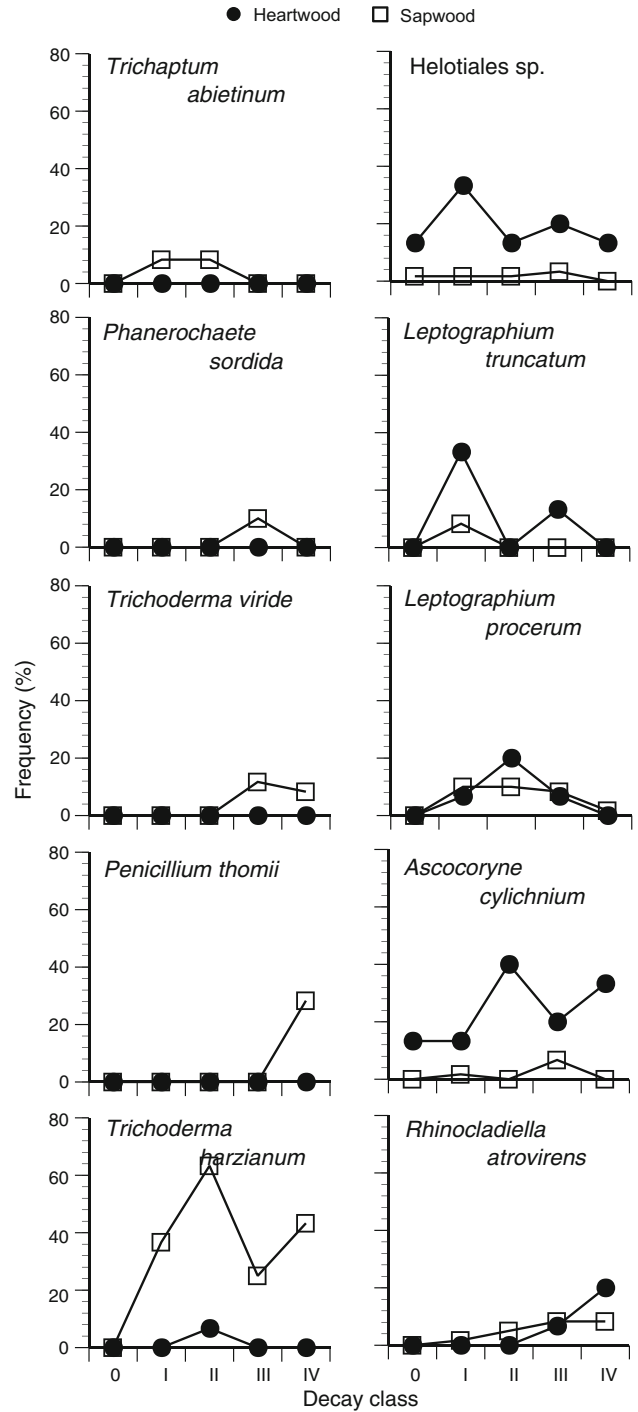 Heartwood Sapwood
Trichaptum
abietinum
80
60
40
20
0
Helotiales sp.
Phanerochaete
sordida
80
60
40
20
0
Leptographium
truncatum
Trichoderma viride
80
60
40
20
0
Leptographium
procerum
Frequency (%)
Penicillium thomii
80
60
40
20
0
Ascocoryne
cylichnium
Trichoderma
harzianum
80
60
40
20
0
Rhinocladiella
atrovirens
0 I II III IV
0 I II III IV
Decay class